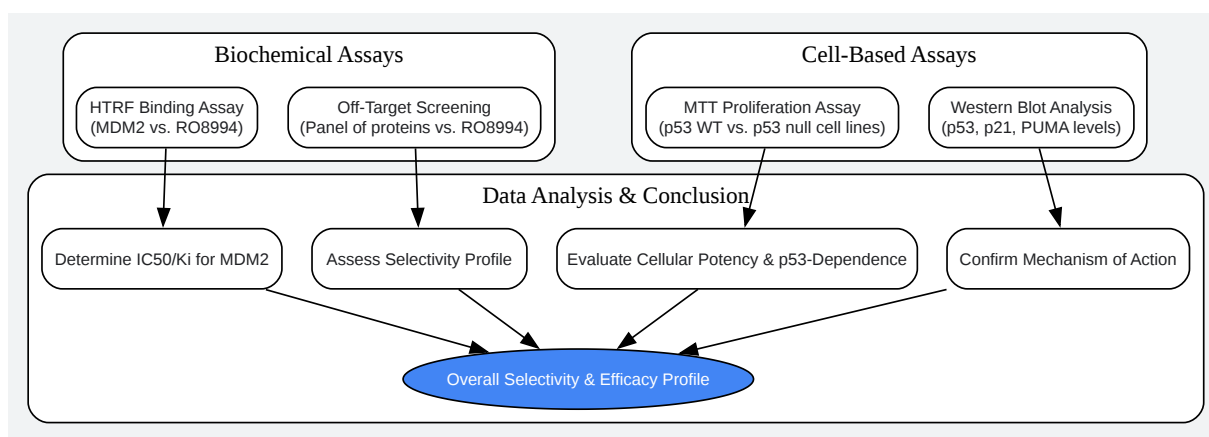 Biochemical Assays
HTRF Binding Assay
(MDM2 vs. RO8994)
Off-Target Screening
(Panel of proteins vs. RO8994)
Cell-Based Assays
MTT Proliferation Assay
(p53 WT vs. p53 null cell lines)
Western Blot Analysis
(p53, p21, PUMA levels)
Data Analysis & Conclusion
Determine IC50/Ki for MDM2
Assess Selectivity Profile
Evaluate Cellular Potency & p53-Dependence
Confirm Mechanism of Action
Overall Selectivity & Efficacy Profile